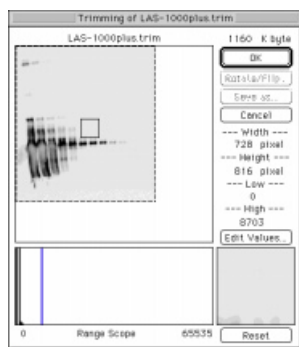 Trimming of LAS-1000plus.trim
LAS-1000plus.trim
1160 K byte
OK
Rotate/Flip..
Save as..
Cancel
--- Width ---
728 pixel
--- Height ---
816 pixel
--- Low ---
0
--- High ---
8703
Edit Values..
0 Range Scope 65535
Reset